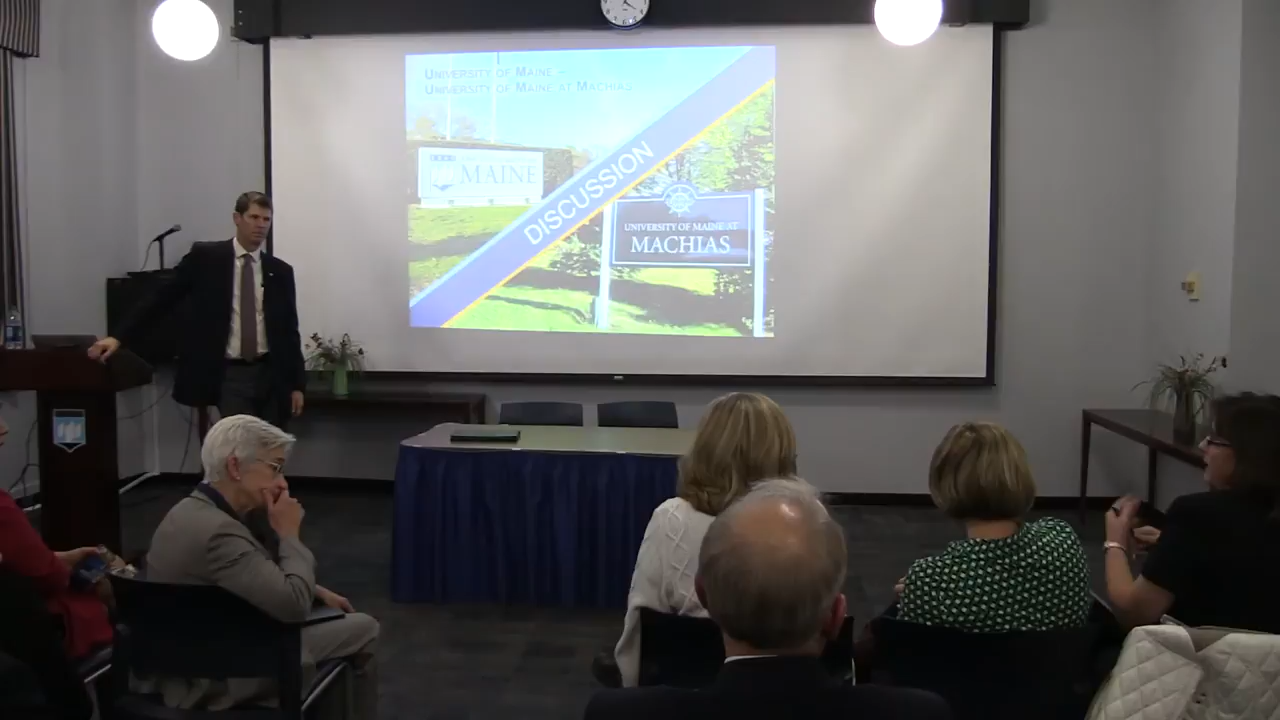 UNIVERSITY OF MAINE –
UNIVERSITY OF MAINE AT MACHIAS
DISCUSSION
MAINE
UNIVERSITY OF MAINE AT
MACHIAS